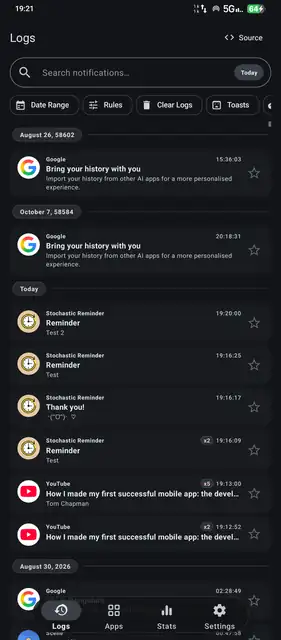 19:21
5G
64
Logs
<> Source
Search notifications...
Today
Date Range
Rules
Clear Logs
Toasts
August 26, 58602
Google
15:36:03
Bring your history with you
Import your history from other AI apps for a more personalised
experience.
October 7, 58584
Google
20:18:31
Bring your history with you
Import your history from other AI apps for a more personalised
experience.
Today
Stochastic Reminder
19:20:00
Reminder
Test 2
Stochastic Reminder
19:16:25
Reminder
Test
Stochastic Reminder
19:16:17
Thank you!
Stochastic Reminder
x2
19:16:09
Reminder
Test
YouTube
x5
19:13:00
How I made my first successful mobile app: the devel...
Tom Chapman
YouTube
x2
19:12:52
How I made my first successful mobile app: the devel...
August 30, 2026
Google
02:28:49
Logs
Apps
Stats
Settings